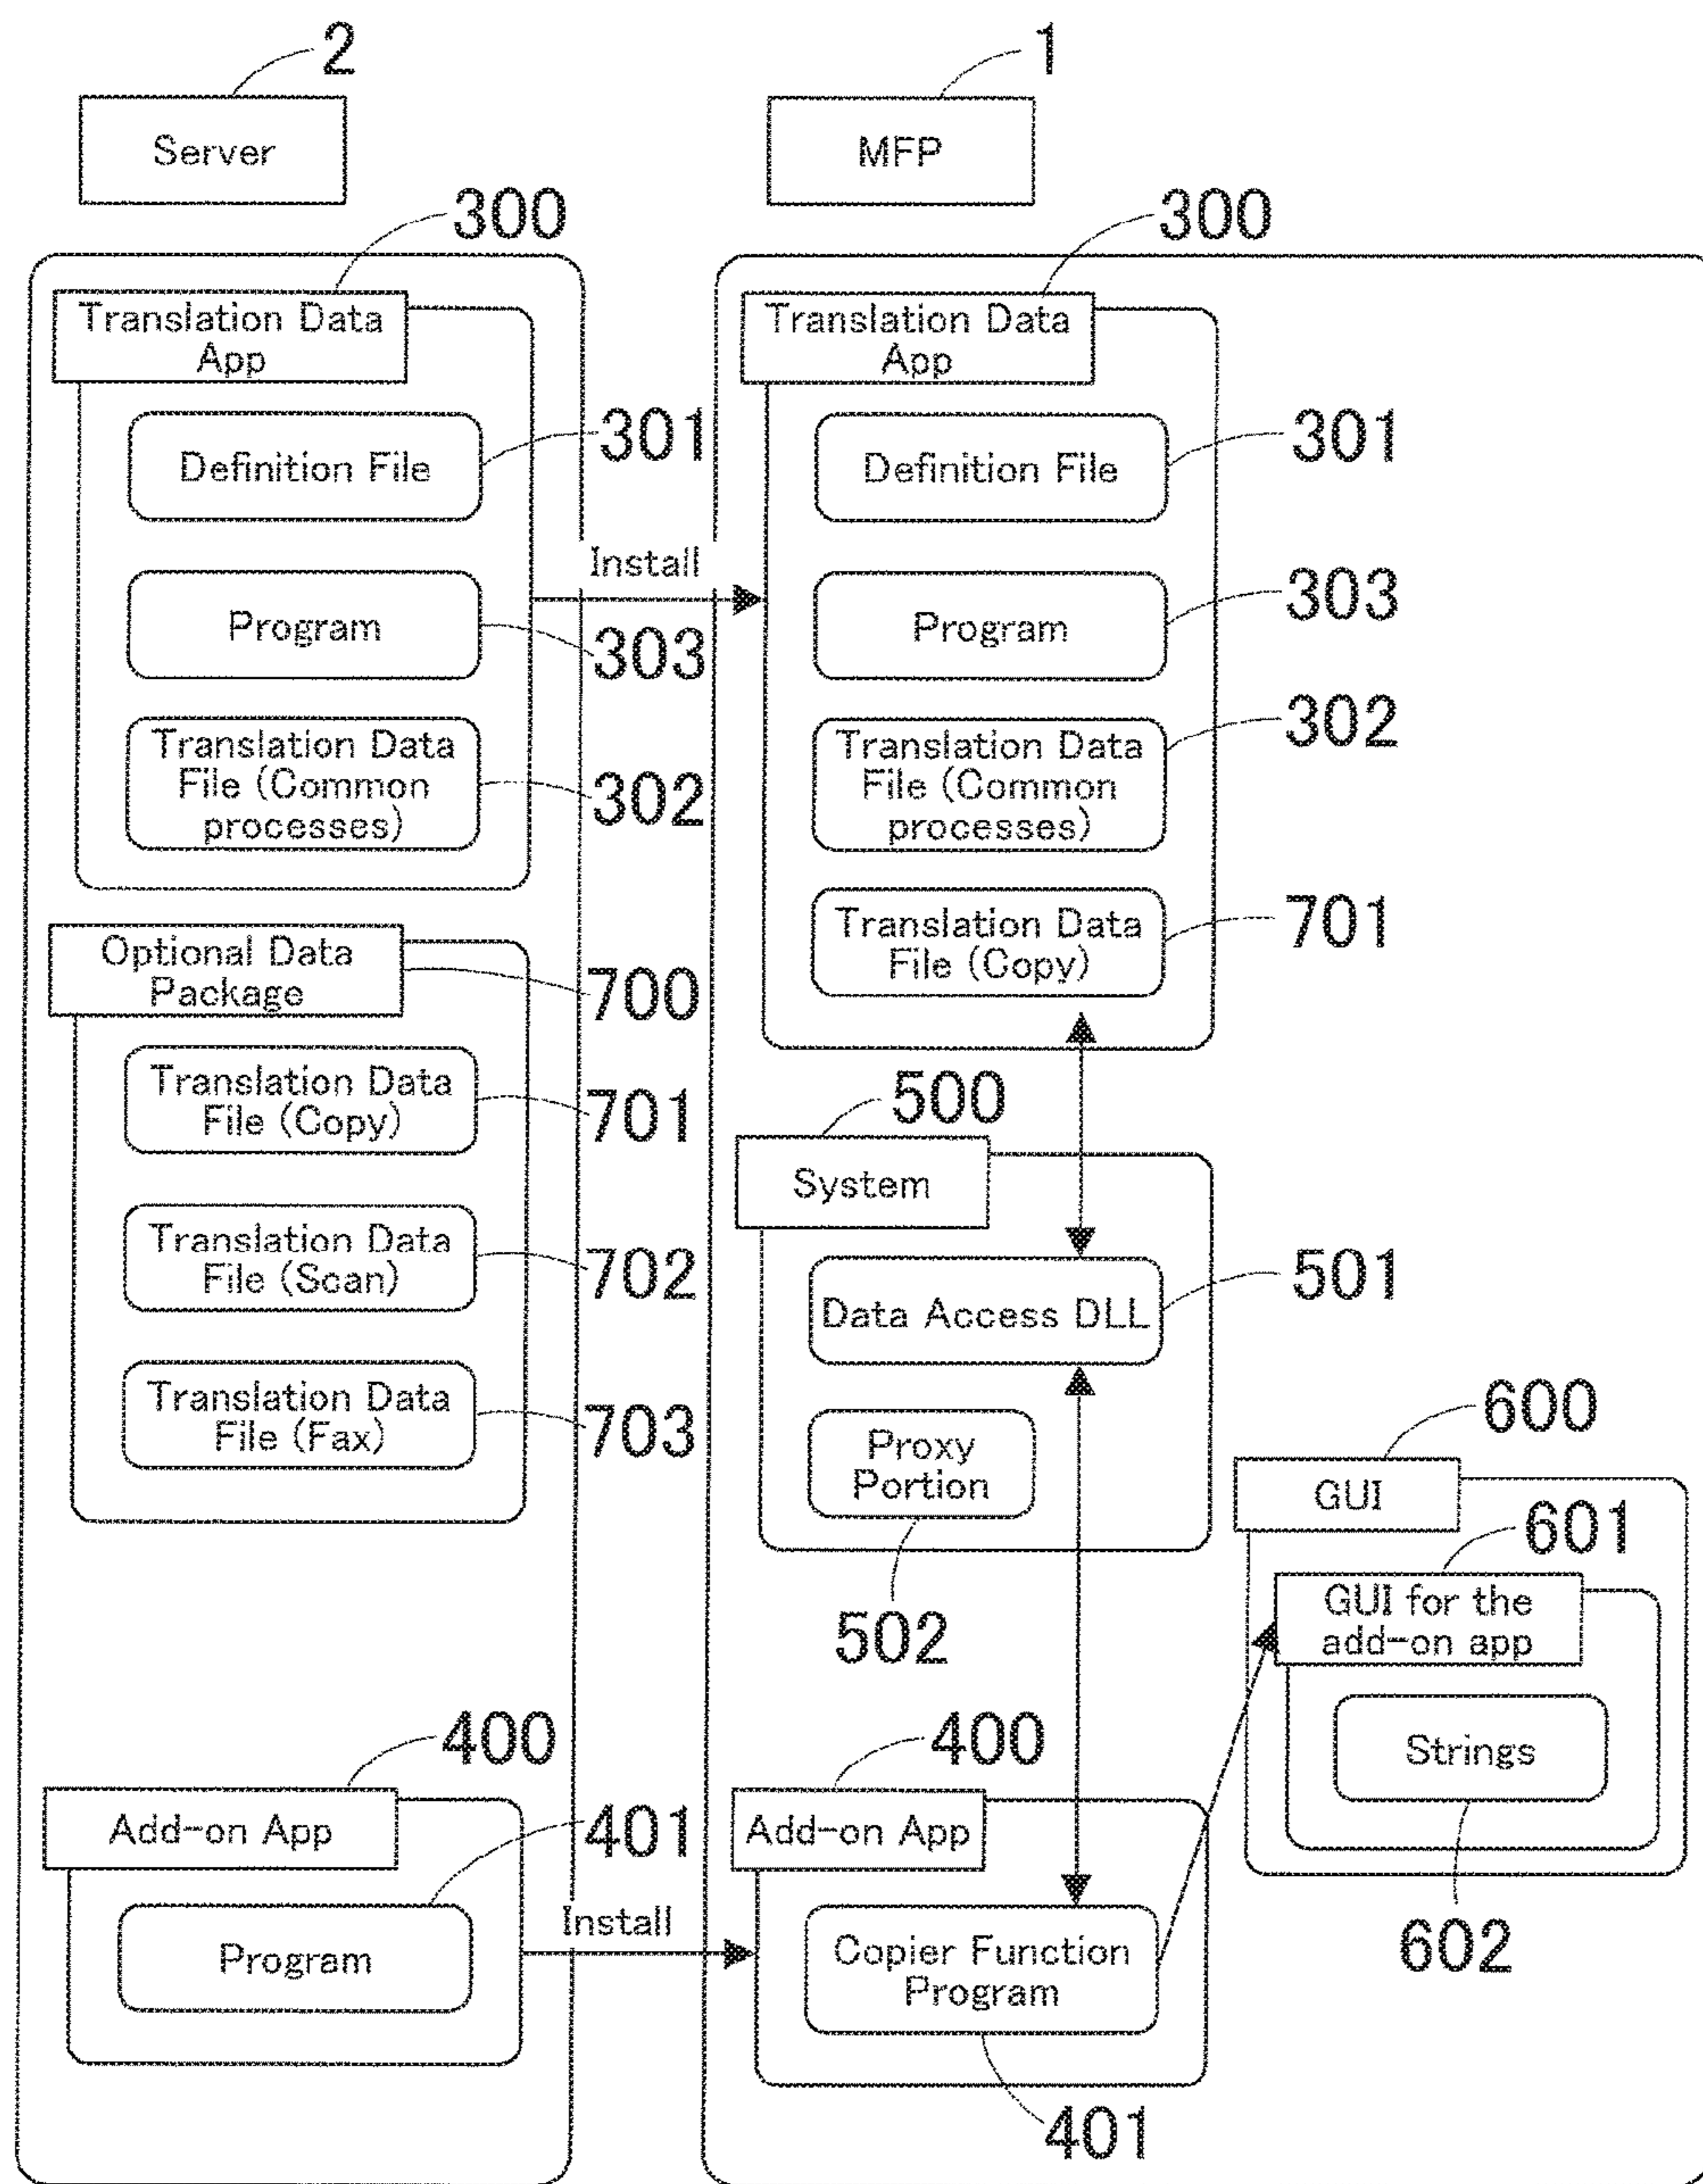 2
Server
300
Translation Data
App
Definition File
301
Program
303
Translation Data
File (Common
processes)
302
Optional Data
Package
700
Translation Data
File (Copy)
701
Translation Data
File (Scan)
702
Translation Data
File (Fax)
703
400
Add-on App
Program
401
Install
Install
1
MFP
300
Translation Data
App
Definition File
301
Program
303
Translation Data
File (Common
processes)
302
Translation Data
File (Copy)
701
500
System
Data Access DLL
501
Proxy
Portion
502
400
Add-on App
Copier Function
Program
401
600
GUI
601
GUI for the
add-on app
Strings
602